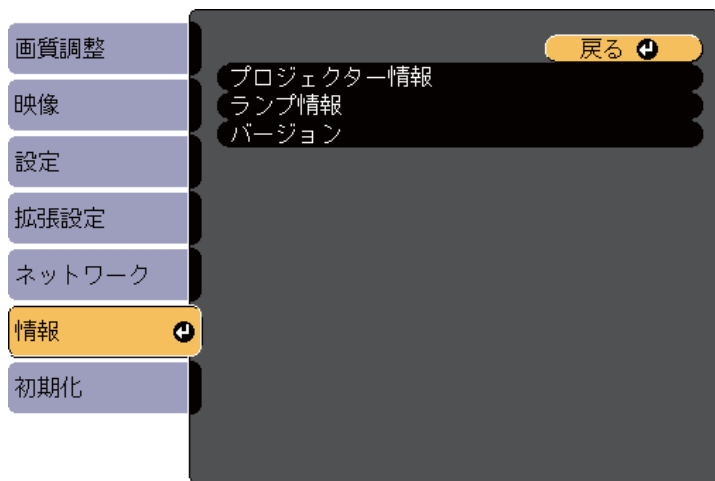 画質調整
映像
設定
拡張設定
ネットワーク
情報
初期化
戻る
プロジェクター情報
ランプ情報
バージョン